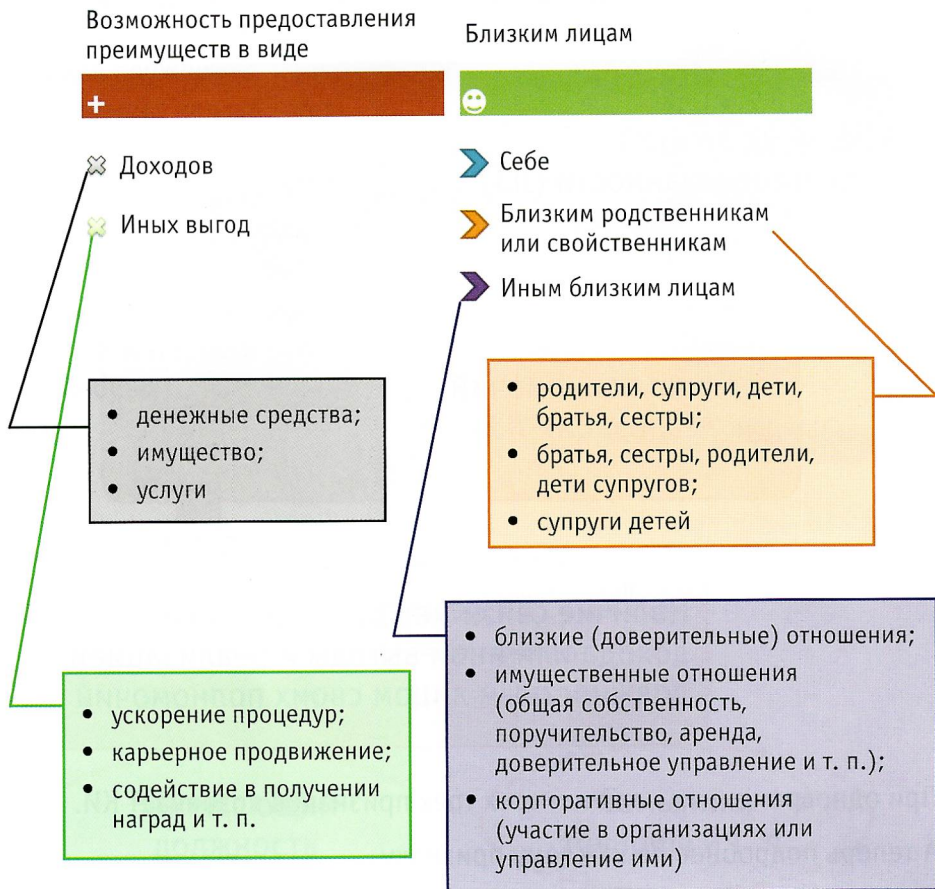 Возможность предоставления
преимуществ в виде
Близким лицам
+
Доходов
Иных выгод
Себе
Близким родственникам
или свойственникам
Иным близким лицам
• денежные средства;
• имущество;
• услуги
• родители, супруги, дети,
братья, сестры;
• братья, сестры, родители,
дети супругов;
• супруги детей
• ускорение процедур;
• карьерное продвижение;
• содействие в получении
наград и т. п.
• близкие (доверительные) отношения;
• имущественные отношения
(общая собственность,
поручительство, аренда,
доверительное управление и т. п.);
• корпоративные отношения
(участие в организациях или
управление ими)